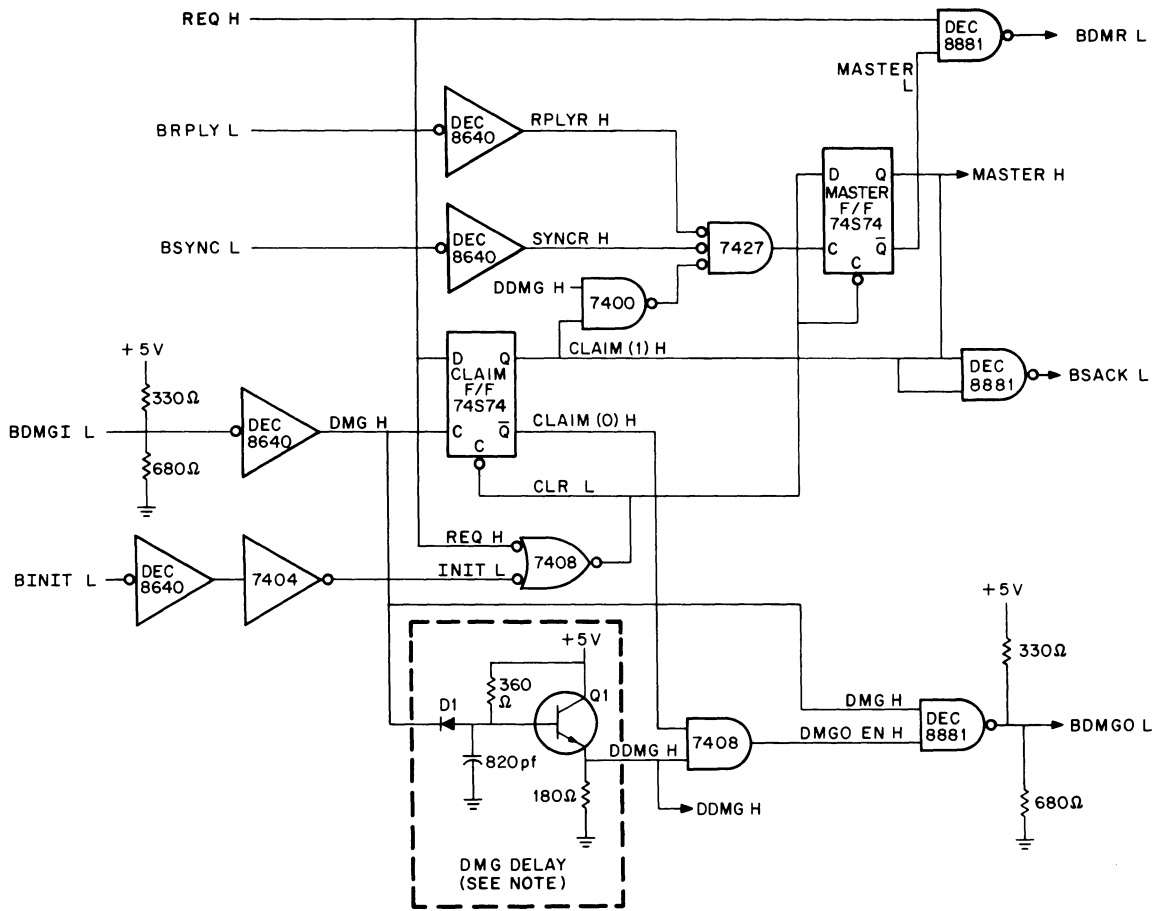 REQ H
DEC
8881
BDMR L
MASTER
L
BRPLY L
DEC
8640
RPLYR H
D Q
MASTER
F/F
74S74
C Q
C
MASTER H
BSYNC L
DEC
8640
SYNCR H
7427
DDMG H
7400
+5V
330Ω
680Ω
D Q
CLAIM
F/F
74S74
C Q
C
CLAIM (1) H
DEC
8881
BSACK L
BDMGI L
DEC
8640
DMG H
CLAIM (0) H
CLR L
REQ H
INIT L
7408
BINIT L
DEC
8640
7404
+5V
360
Ω
Q1
D1
820pf
180Ω
DDMG H
DDMG H
DMG DELAY
(SEE NOTE)
7408
DMG H
DMGO EN H
DEC
8881
+5V
330Ω
BDMGO L
680Ω